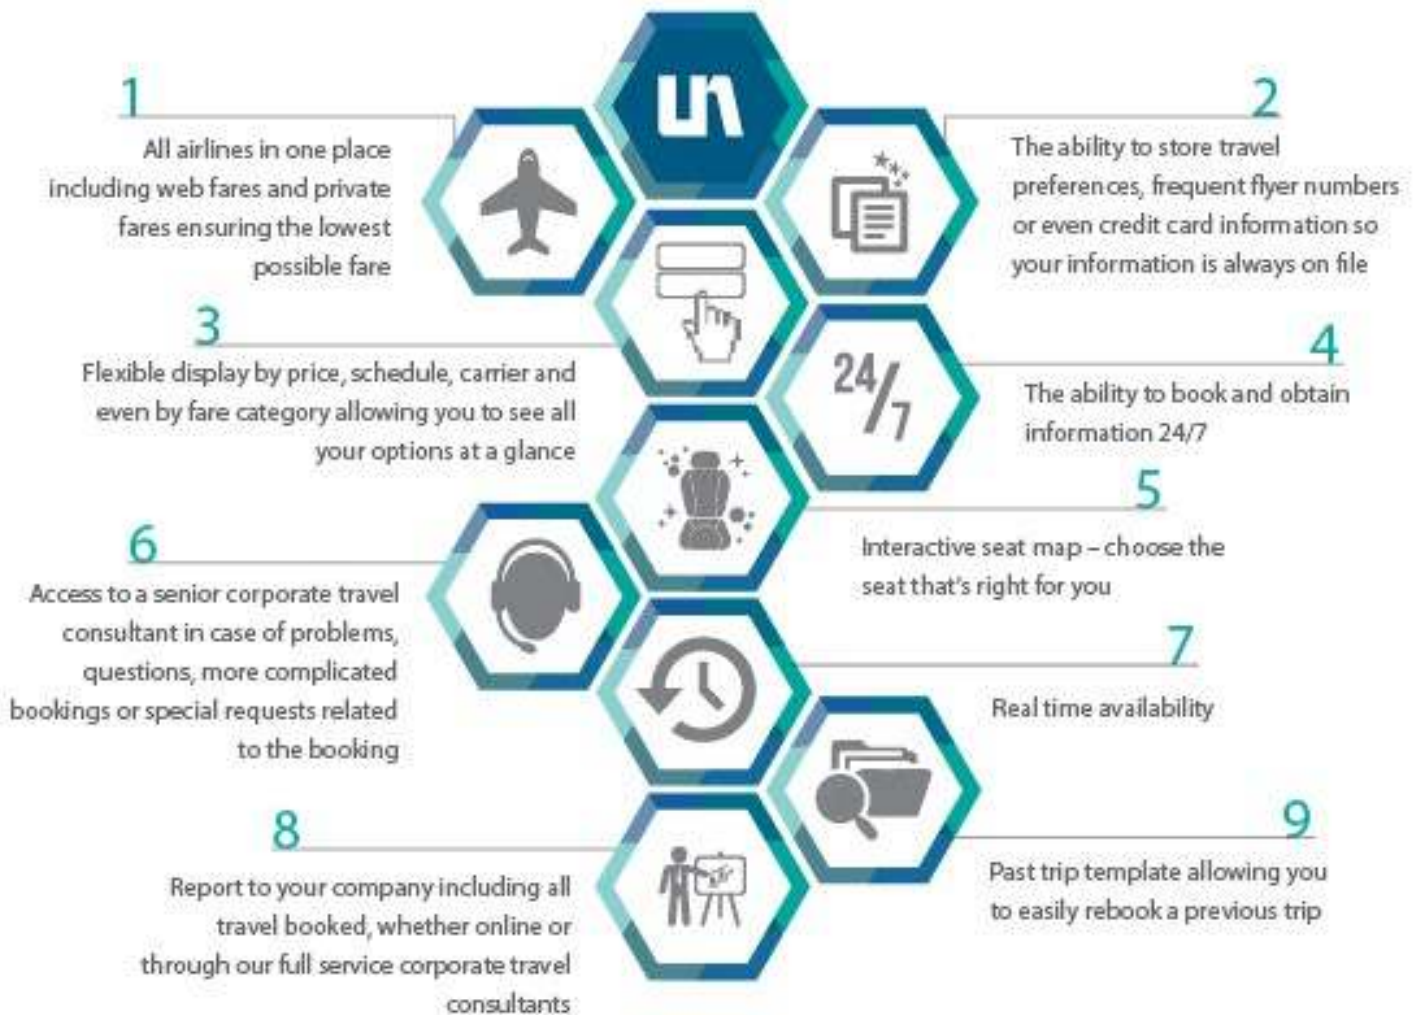 un
1
All airlines in one place
including web fares and private
fares ensuring the lowest
possible fare
2
The ability to store travel
preferences, frequent flyer numbers
or even credit card information so
your information is always on file
3
Flexible display by price, schedule, carrier and
even by fare category allowing you to see all
your options at a glance
24/7
4
The ability to book and obtain
information 24/7
5
Interactive seat map – choose the
seat that's right for you
6
Access to a senior corporate travel
consultant in case of problems,
questions, more complicated
bookings or special requests related
to the booking
7
Real time availability
8
Report to your company including all
travel booked, whether online or
through our full service corporate travel
consultants
9
Past trip template allowing you
to easily rebook a previous trip